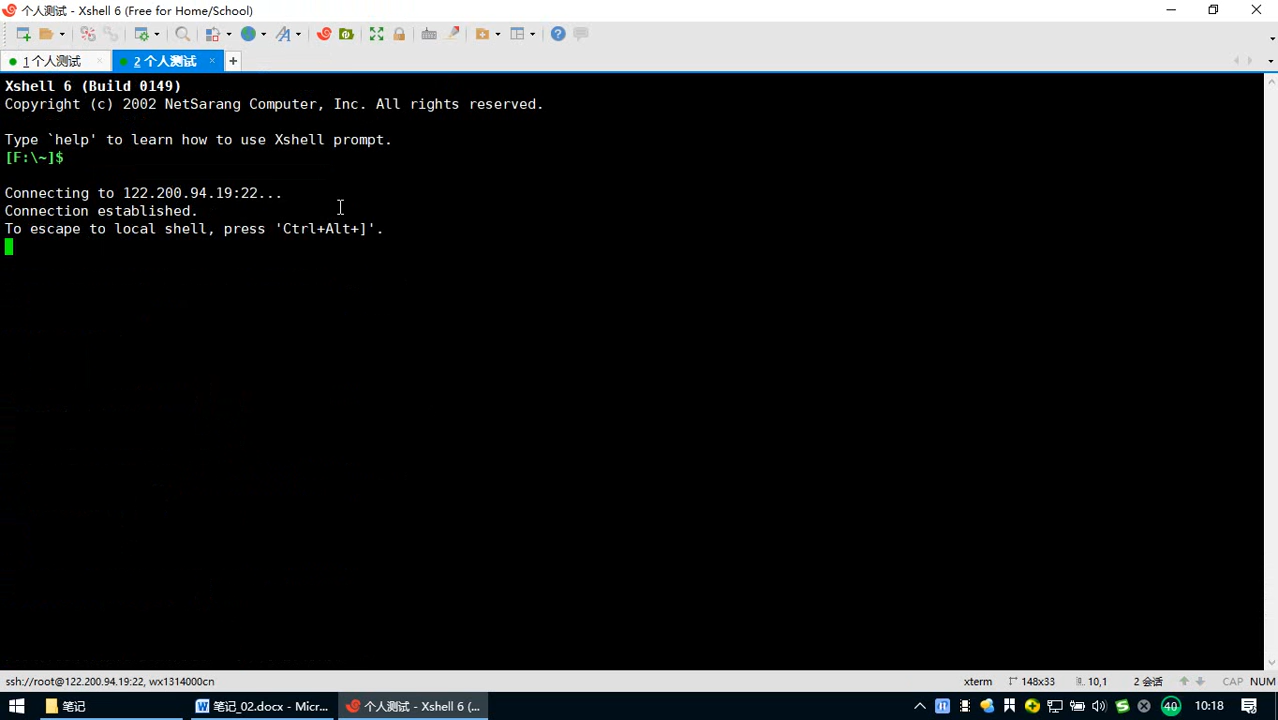 个人测试 - Xshell 6 (Free for Home/School)
1 个人测试
2 个人测试
Xshell 6 (Build 0149)
Copyright (c) 2002 NetSarang Computer, Inc. All rights reserved.
Type `help' to learn how to use Xshell prompt.
[F:\~]$
Connecting to 122.200.94.19:22...
Connection established.
To escape to local shell, press 'Ctrl+Alt+]'.
ssh://root@122.200.94.19:22, wx1314000cn
xterm
148x33
10,1
2 会话
CAP
NUM
笔记
笔记_02.docx - Micr...
个人测试 - Xshell 6 (...
40
10:18